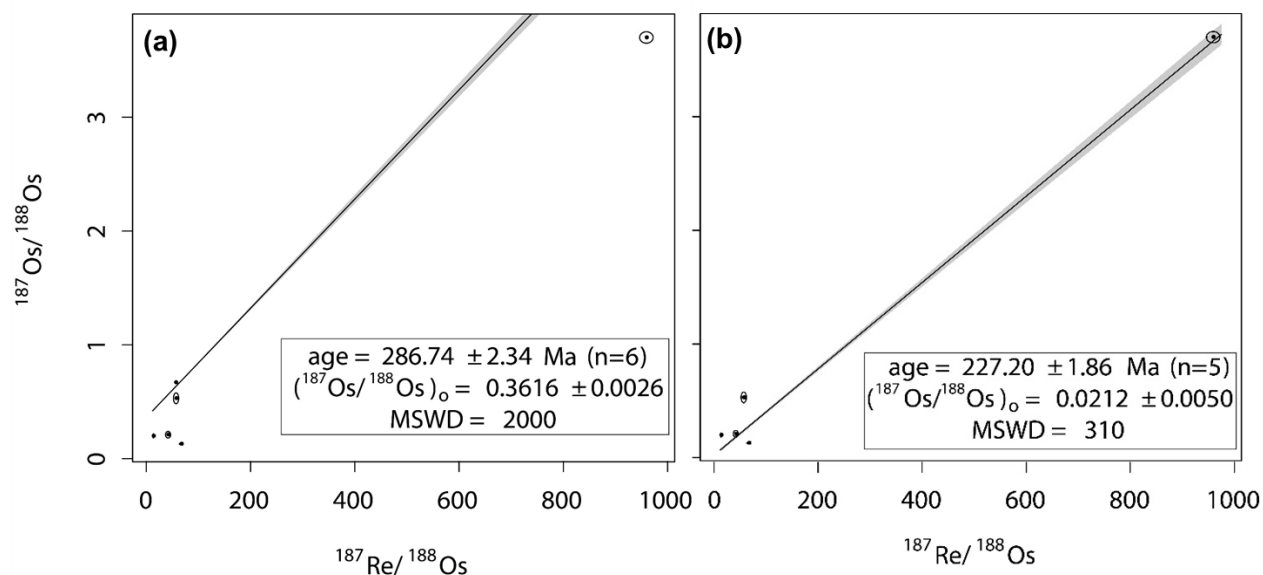 (a)
3
2
1
0
¹⁸⁷Os/ ¹⁸⁸Os
age = 286.74 ±2.34 Ma (n=6)
(¹⁸⁷Os/¹⁸⁸Os)ₒ = 0.3616 ±0.0026
MSWD = 2000
0 200 400 600 800 1000
¹⁸⁷Re/ ¹⁸⁸Os
(b)
age = 227.20 ±1.86 Ma (n=5)
(¹⁸⁷Os/¹⁸⁸Os)ₒ = 0.0212 ±0.0050
MSWD = 310
0 200 400 600 800 1000
¹⁸⁷Re/ ¹⁸⁸Os